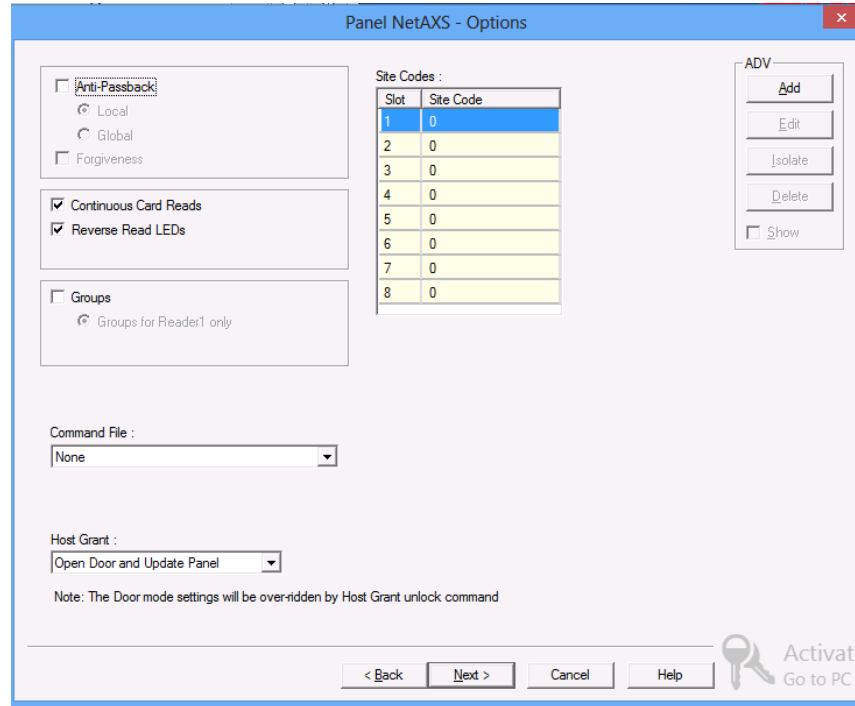 Panel NetAXS - Options
Anti-Passback
Local
Global
Forgiveness
Continuous Card Reads
Reverse Read LEDs
Groups
Groups for Reader1 only
Command File :
None
Host Grant :
Open Door and Update Panel
Note: The Door mode settings will be over-ridden by Host Grant unlock command
Site Codes :
Slot Site Code
1 0
2 0
3 0
4 0
5 0
6 0
7 0
8 0
ADV
Add
Edit
Isolate
Delete
Show
< Back Next > Cancel Help
Activat
Go to PC